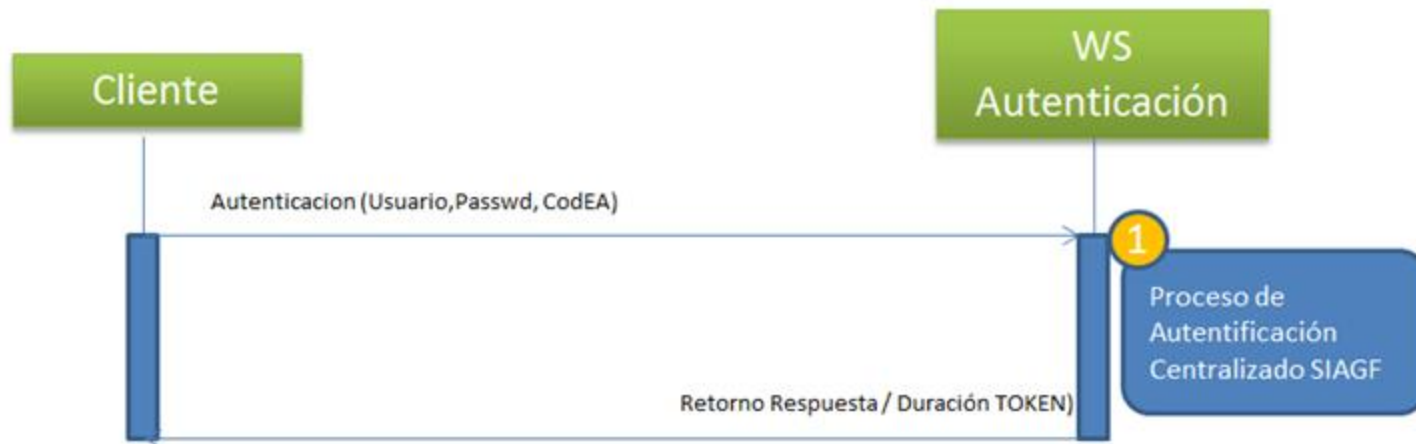 Cliente
WS
Autenticación
Autenticacion (Usuario,Passwd, CodEA)
1
Proceso de
Autentificación
Centralizado SIAGF
Retorno Respuesta / Duración TOKEN)